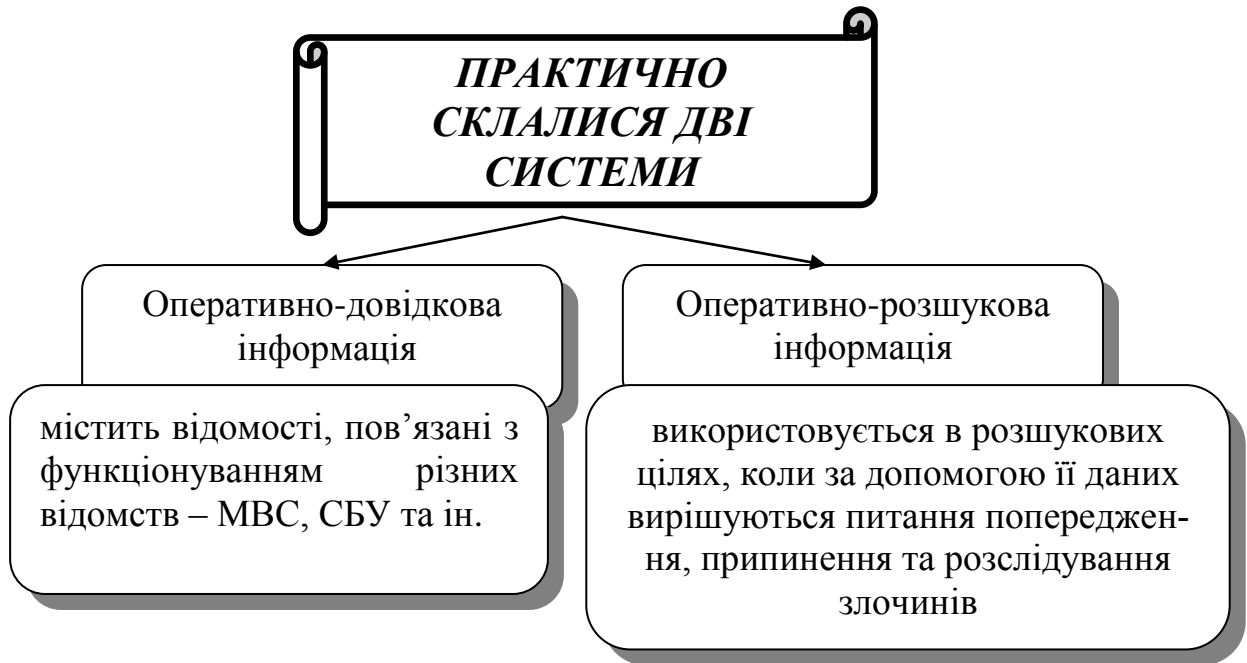 ПРАКТИЧНО
СКЛАЛИСЯ ДВІ
СИСТЕМИ
Оперативно-довідкова
інформація
містить відомості, пов’язані з
функціонуванням різних
відомств – МВС, СБУ та ін.
Оперативно-розшукова
інформація
використовується в розшукових
цілях, коли за допомогою її даних
вирішуються питання попереджен-
ня, припинення та розслідування
злочинів